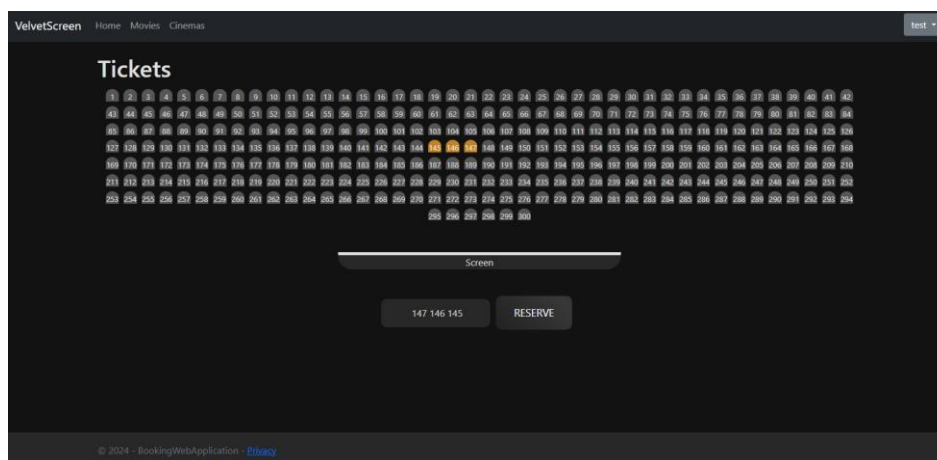 VelvetScreen Home Movies Cinemas test
Tickets
1 2 3 4 5 6 7 8 9 10 11 12 13 14 15 16 17 18 19 20 21 22 23 24 25 26 27 28 29 30 31 32 33 34 35 36 37 38 39 40 41 42
43 44 45 46 47 48 49 50 51 52 53 54 55 56 57 58 59 60 61 62 63 64 65 66 67 68 69 70 71 72 73 74 75 76 77 78 79 80 81 82 83 84
85 86 87 88 89 90 91 92 93 94 95 96 97 98 99 100 101 102 103 104 105 106 107 108 109 110 111 112 113 114 115 116 117 118 119 120 121 122 123 124 125 126
127 128 129 130 131 132 133 134 135 136 137 138 139 140 141 142 143 144 145 146 147 148 149 150 151 152 153 154 155 156 157 158 159 160 161 162 163 164 165 166 167 168
169 170 171 172 173 174 175 176 177 178 179 180 181 182 183 184 185 186 187 188 189 190 191 192 193 194 195 196 197 198 199 200 201 202 203 204 205 206 207 208 209 210
211 212 213 214 215 216 217 218 219 220 221 222 223 224 225 226 227 228 229 230 231 232 233 234 235 236 237 238 239 240 241 242 243 244 245 246 247 248 249 250 251 252
253 254 255 256 257 258 259 260 261 262 263 264 265 266 267 268 269 270 271 272 273 274 275 276 277 278 279 280 281 282 283 284 285 286 287 288 289 290 291 292 293 294
295 296 297 298 299 300
Screen
147 146 145 RESERVE
© 2024 - BookingWebApplication - Privacy